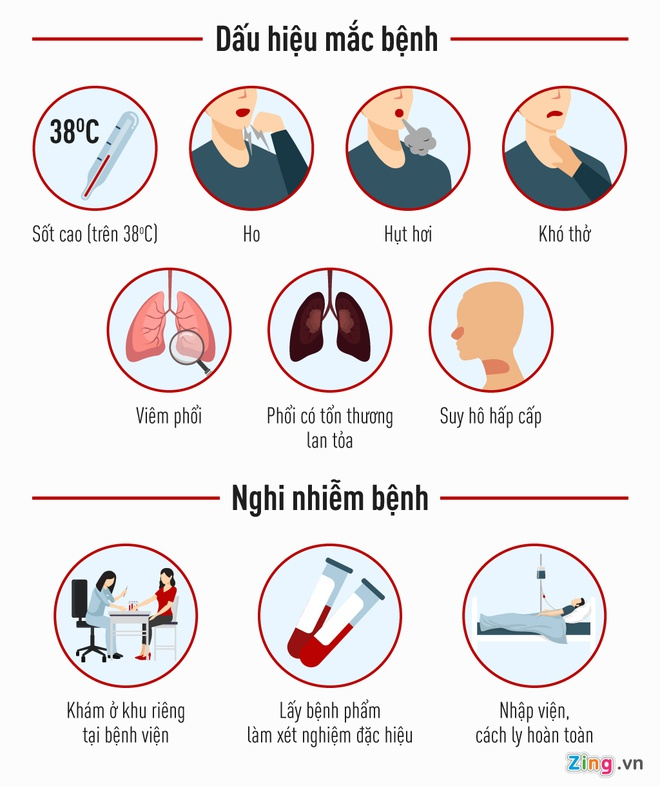 Dấu hiệu mắc bệnh
38⁰C
Sốt cao (trên 38⁰C)
Ho
Hụt hơi
Khó thở
Viêm phổi
Phổi có tổn thương
lan tỏa
Suy hô hấp cấp
Nghi nhiễm bệnh
Khám ở khu riêng
tại bệnh viện
Lấy bệnh phẩm
làm xét nghiệm đặc hiệu
Nhập viện,
cách ly hoàn toàn
Zing.vn